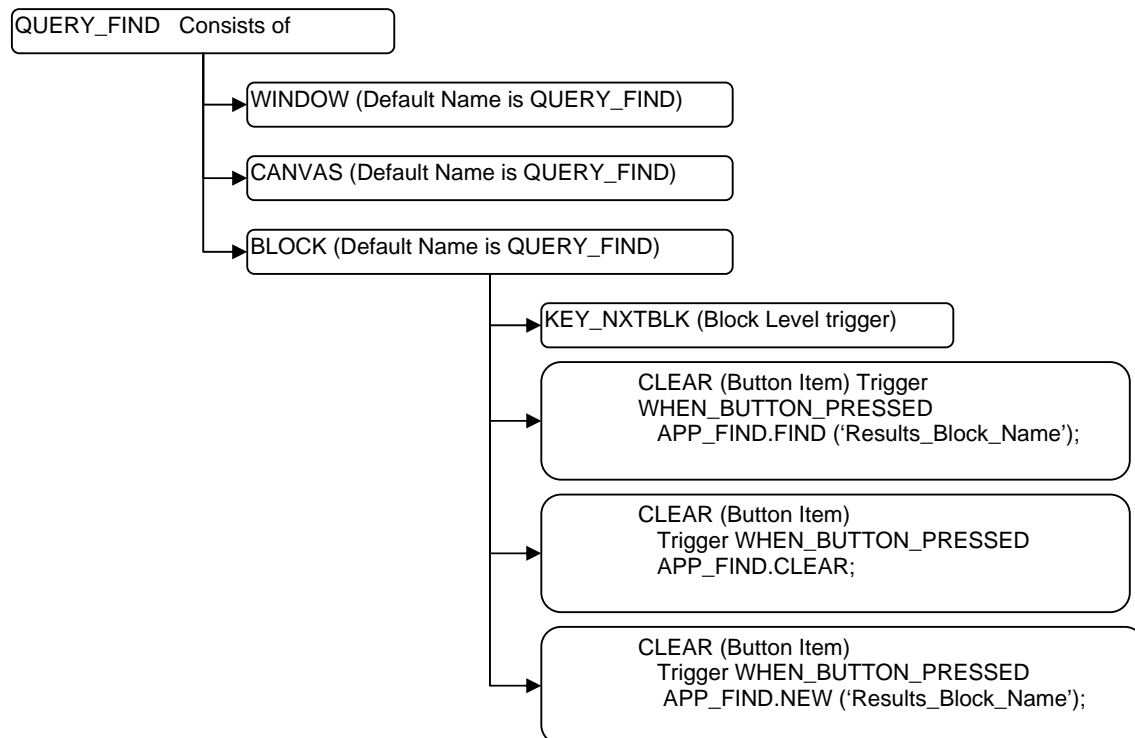 QUERY_FIND Consists of
WINDOW (Default Name is QUERY_FIND)
CANVAS (Default Name is QUERY_FIND)
BLOCK (Default Name is QUERY_FIND)
KEY_NXTBLK (Block Level trigger)
CLEAR (Button Item) Trigger
WHEN_BUTTON_PRESSED
APP_FIND.FIND (‘Results_Block_Name’);
CLEAR (Button Item)
Trigger WHEN_BUTTON_PRESSED
APP_FIND.CLEAR;
CLEAR (Button Item)
Trigger WHEN_BUTTON_PRESSED
APP_FIND.NEW (‘Results_Block_Name’);